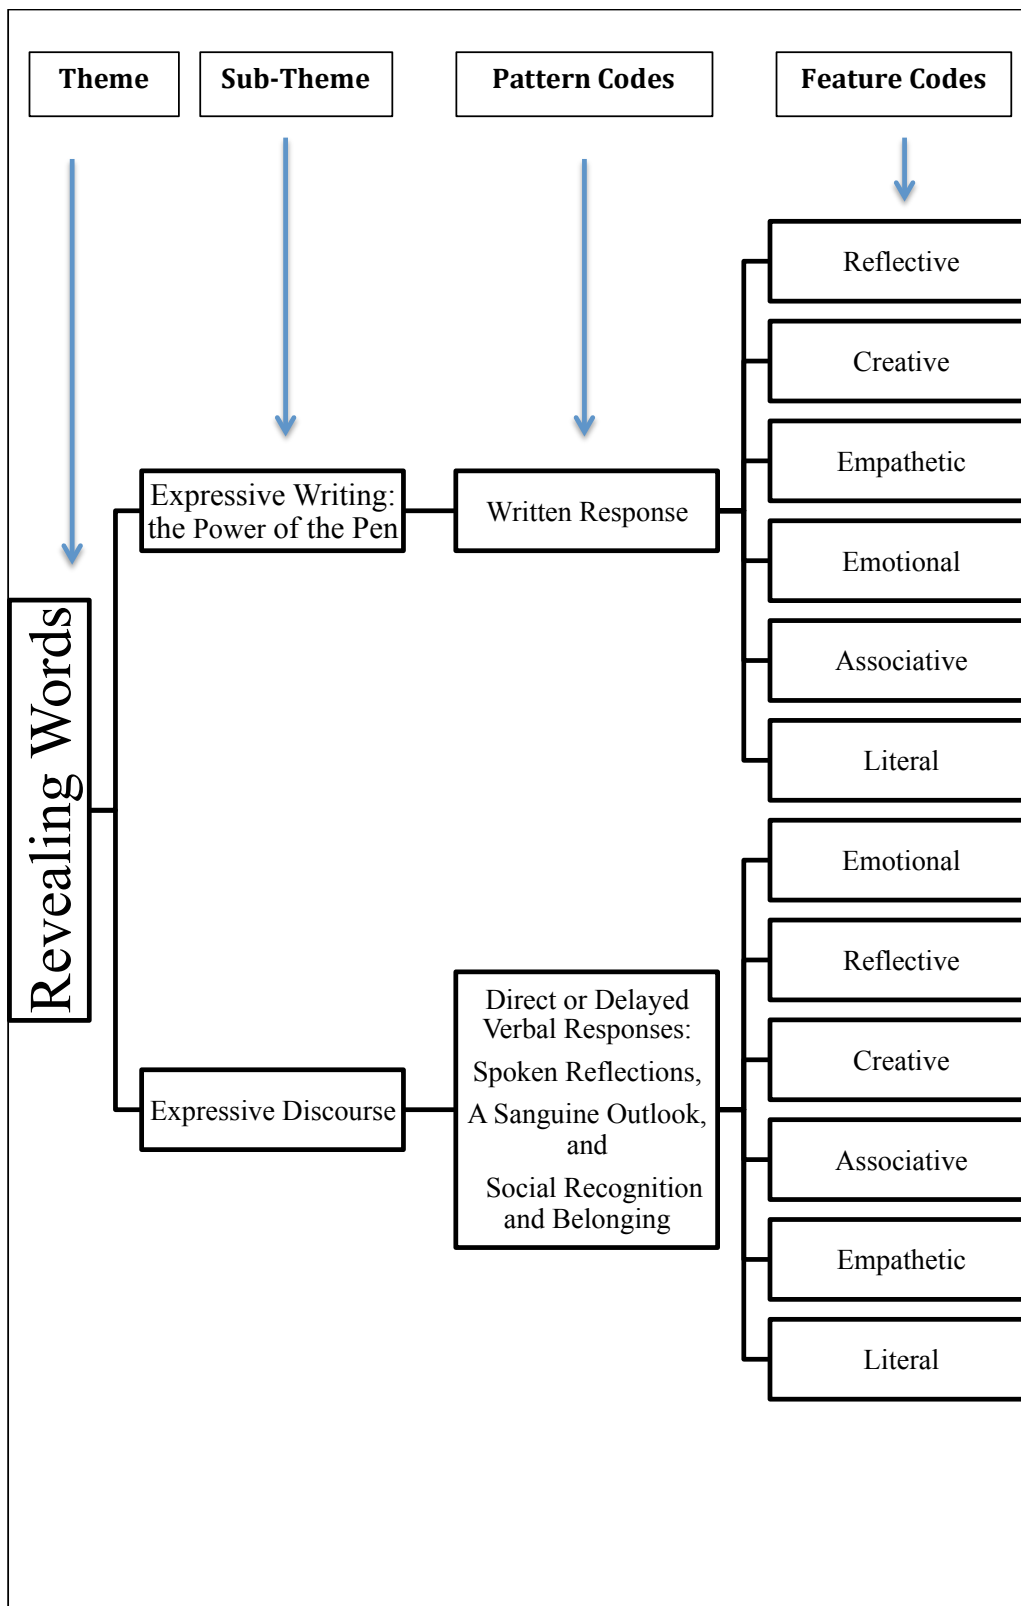 Theme
Sub-Theme
Pattern Codes
Feature Codes
Revealing Words
Expressive Writing:
the Power of the Pen
Written Response
Reflective
Creative
Empathetic
Emotional
Associative
Literal
Expressive Discourse
Direct or Delayed
Verbal Responses:
Spoken Reflections,
A Sanguine Outlook,
and
Social Recognition
and Belonging
Emotional
Reflective
Creative
Associative
Empathetic
Literal